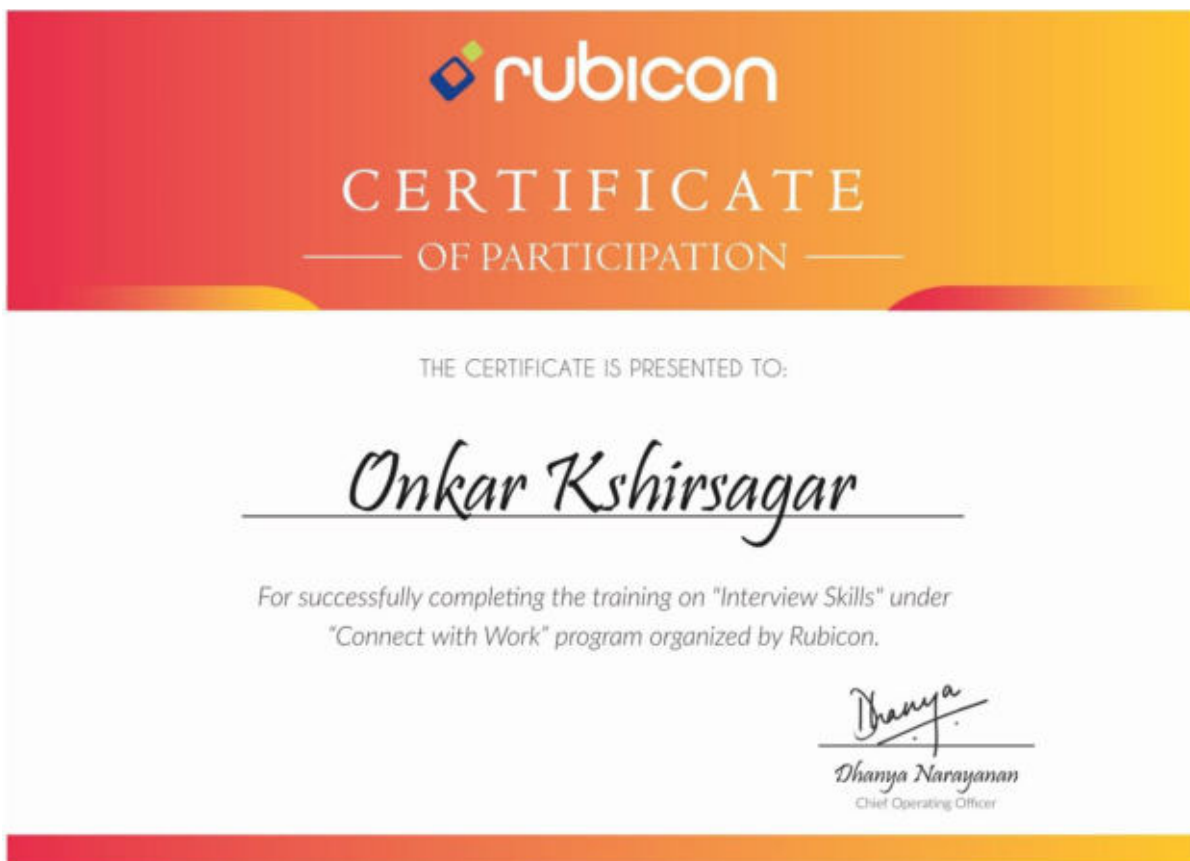 rubicon
CERTIFICATE
OF PARTICIPATION
THE CERTIFICATE IS PRESENTED TO:
Onkar Kshirsagar
For successfully completing the training on "Interview Skills" under
"Connect with Work" program organized by Rubicon.
Dhanya
Dhanya Narayanan
Chief Operating Officer